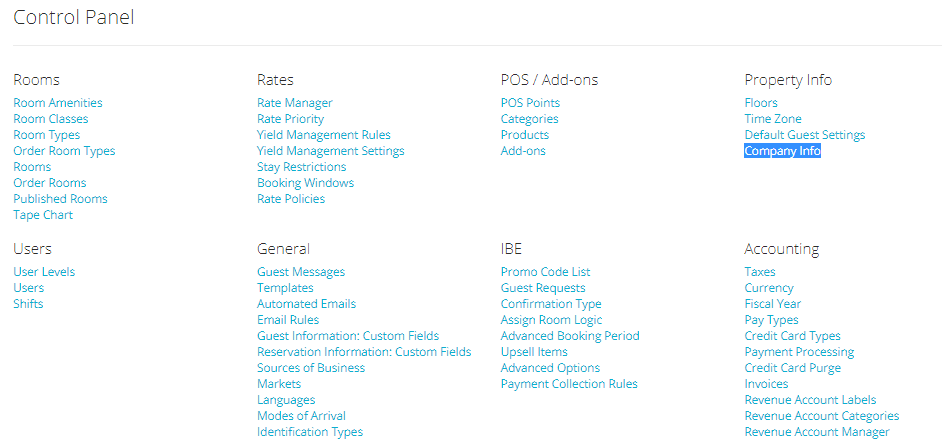 Control Panel
Rooms
Room Amenities
Room Classes
Room Types
Order Room Types
Rooms
Order Rooms
Published Rooms
Tape Chart
Rates
Rate Manager
Rate Priority
Yield Management Rules
Yield Management Settings
Stay Restrictions
Booking Windows
Rate Policies
POS / Add-ons
POS Points
Categories
Products
Add-ons
Property Info
Floors
Time Zone
Default Guest Settings
Company Info
Users
User Levels
Users
Shifts
General
Guest Messages
Templates
Automated Emails
Email Rules
Guest Information: Custom Fields
Reservation Information: Custom Fields
Sources of Business
Markets
Languages
Modes of Arrival
Identification Types
IBE
Promo Code List
Guest Requests
Confirmation Type
Assign Room Logic
Advanced Booking Period
Upsell Items
Advanced Options
Payment Collection Rules
Accounting
Taxes
Currency
Fiscal Year
Pay Types
Credit Card Types
Payment Processing
Credit Card Purge
Invoices
Revenue Account Labels
Revenue Account Categories
Revenue Account Manager